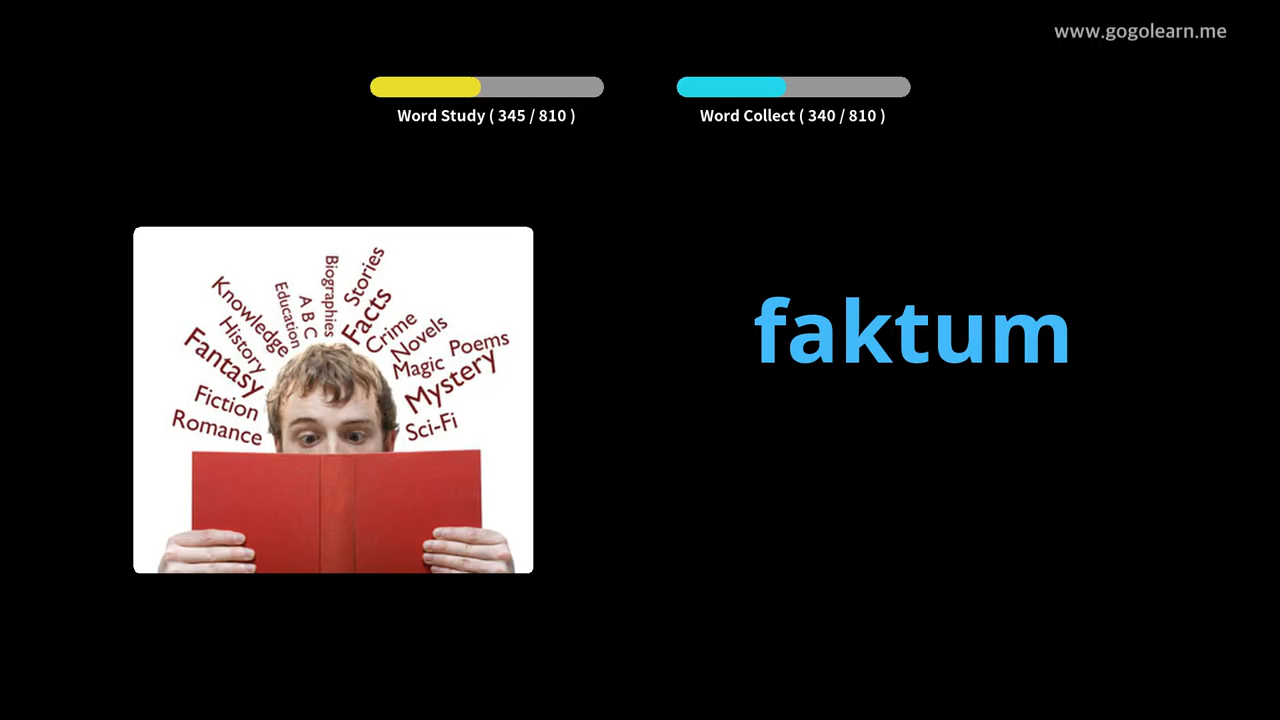 www.gogolearn.me
Word Study ( 345 / 810 )
Word Collect ( 340 / 810 )
faktum
Romance
Fiction
Fantasy
History
Knowledge
Education
A B C
Biographies
Stories
Facts
Crime
Novels
Magic
Poems
Mystery
Sci-Fi